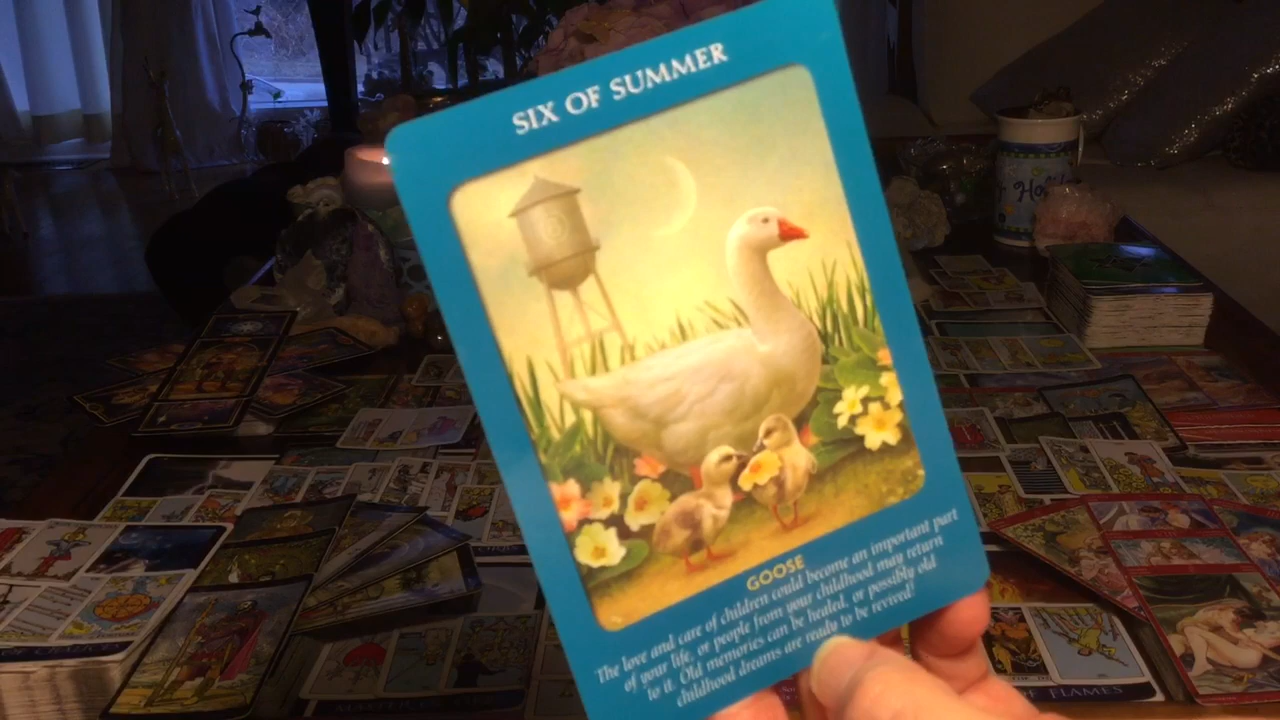 SIX OF SUMMER
GOOSE
The love and care of children could become an important part
of your life, or people from your childhood may return
to it. Old memories can be healed, or possibly old
childhood dreams are ready to be revived!
OF FLAMES